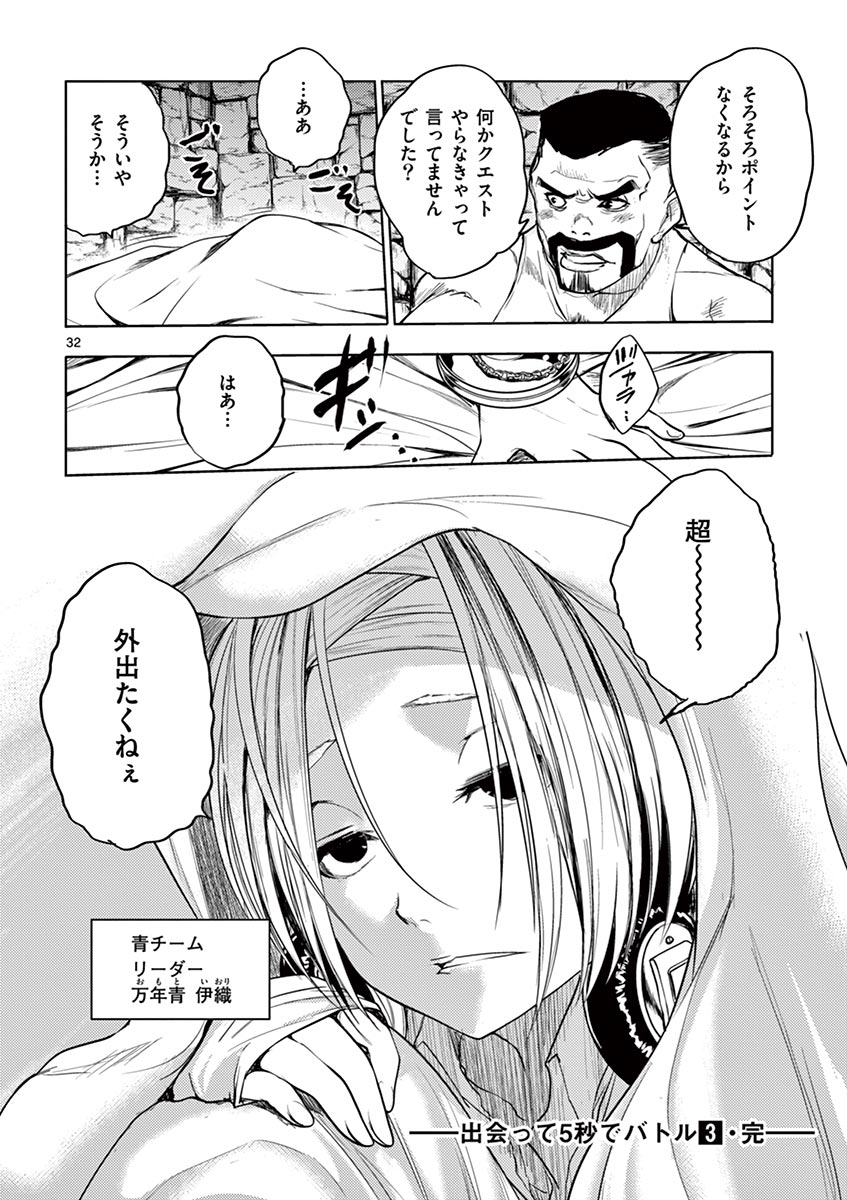 そろそろポイント
なくなるから
何かクエスト
やらなきゃって
言ってません
でした?
…ああ
ごそ
そういや
そうか…
もぞ
32
ジャラ…
はあ…
超~~~~~
外出たくねぇ
青チーム
リーダー
万年青 伊織
おもと いおり
出会って5秒でバトル3・完